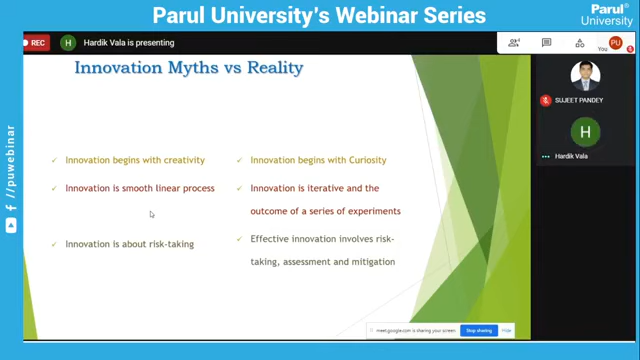 Parul University's Webinar Series
Parul®
University
REC
H
Hardik Vala is presenting
You
PU
Innovation Myths vs Reality
SUJEET PANDEY
H
Hardik Vala
Innovation begins with creativity
Innovation is smooth linear process
Innovation is about risk-taking
Innovation begins with Curiosity
Innovation is iterative and the
outcome of a series of experiments
Effective innovation involves risk-
taking, assessment and mitigation
/puwebinar
meet.google.com is sharing your screen.
Stop sharing
Hide